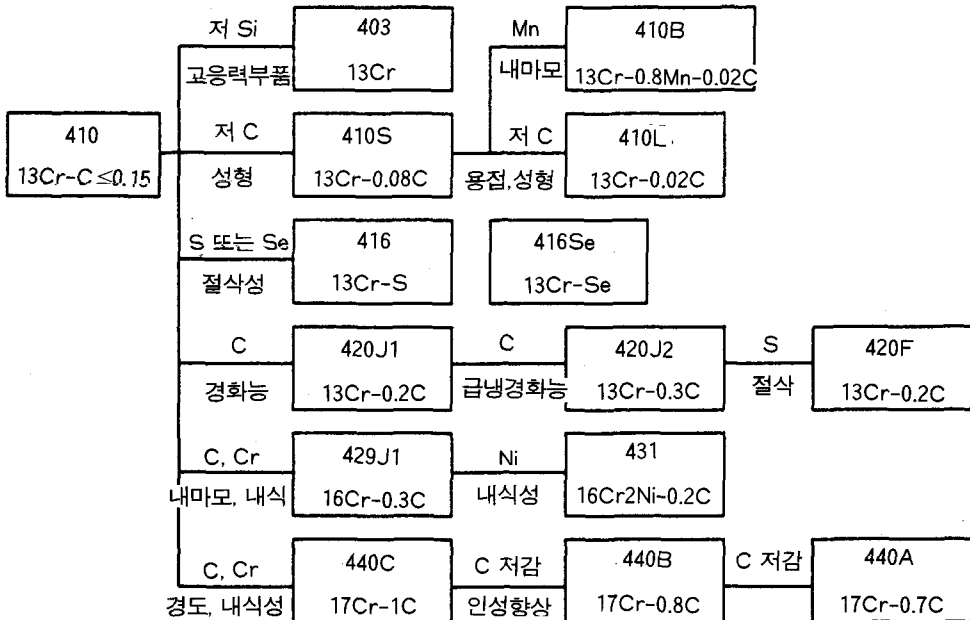 저 Si
403
고응력부품
13Cr
Mn
410B
내마모
13Cr-0.8Mn-0.02C
410
13Cr-C≤0.15
저 C
410S
성형
13Cr-0.08C
저 C
410L
용접,성형
13Cr-0.02C
S 또는 Se
416
절삭성
13Cr-S
416Se
13Cr-Se
C
420J1
경화능
13Cr-0.2C
C
420J2
급냉경화능
13Cr-0.3C
S
420F
절삭
13Cr-0.2C
C, Cr
429J1
내마모, 내식
16Cr-0.3C
Ni
431
내식성
16Cr2Ni-0.2C
C, Cr
440C
경도, 내식성
17Cr-1C
C 저감
440B
인성향상
17Cr-0.8C
C 저감
440A
17Cr-0.7C